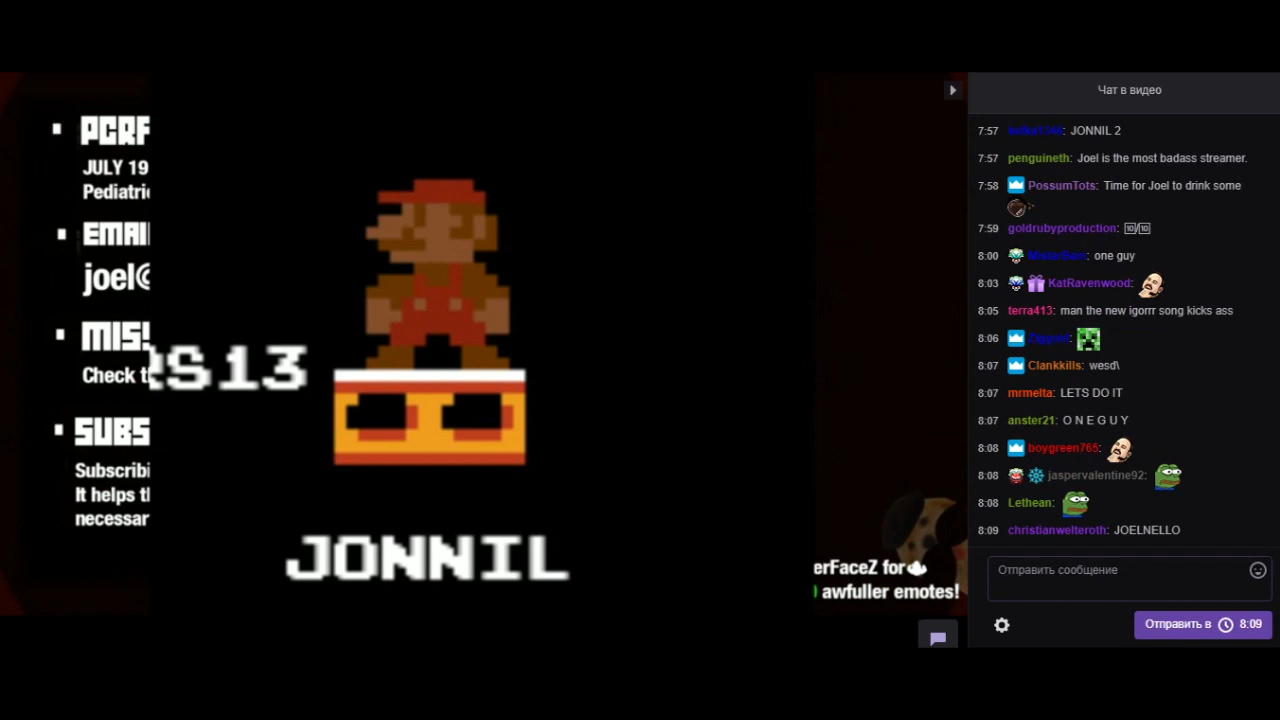 PCRF
JULY 19
Pediatri
EMAI
joel@
MIS!
Check t
SUBS
Subscribi
It helps t
necessar
RS13
JONNIL
erFaceZ for
awfuller emotes!
Чат в видео
7:57 JONNIL 2
7:57 penguineth: Joel is the most badass streamer.
7:58 PossumTots: Time for Joel to drink some
7:59 goldrubyproduction: 10/10
8:00 one guy
8:03 KatRavenwood:
8:05 terra413: man the new igorrr song kicks ass
8:06
8:07 Clankkills: wesd\
8:07 mrmelta: LETS DO IT
8:07 anster21: O N E G U Y
8:08 boygreen765:
8:08 jaspervalentine92:
8:08 Lethean:
8:09 christianwelteroth: JOELNELLO
Отправить сообщение
Отправить в 8:09